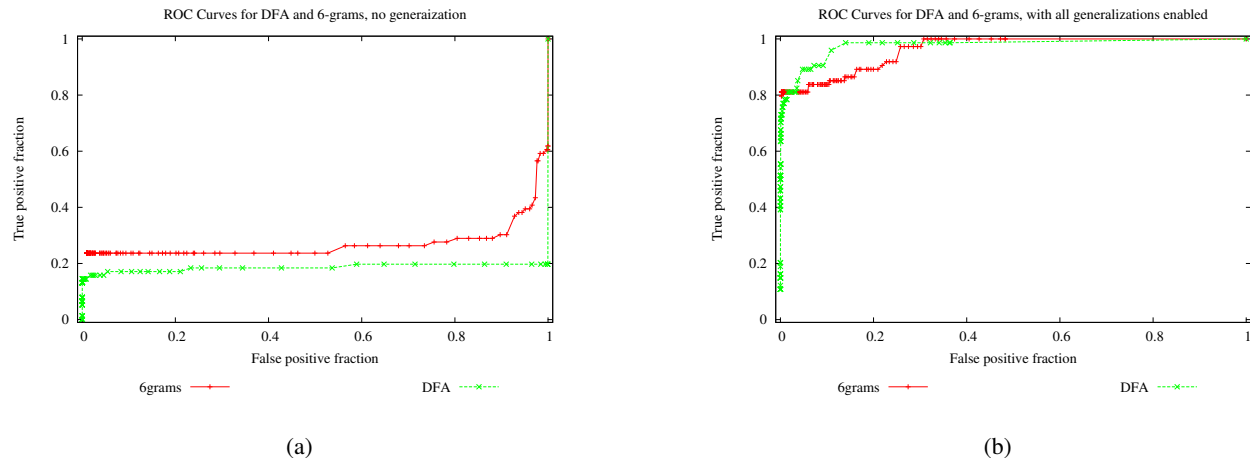 ROC Curves for DFA and 6-grams, no generaization
1
0.8
0.6
0.4
0.2
0
True positive fraction
0 0.2 0.4 0.6 0.8 1
False positive fraction
6grams DFA
(a)
ROC Curves for DFA and 6-grams, with all generalizations enabled
1
0.8
0.6
0.4
0.2
0
True positive fraction
0 0.2 0.4 0.6 0.8 1
False positive fraction
6grams DFA
(b)